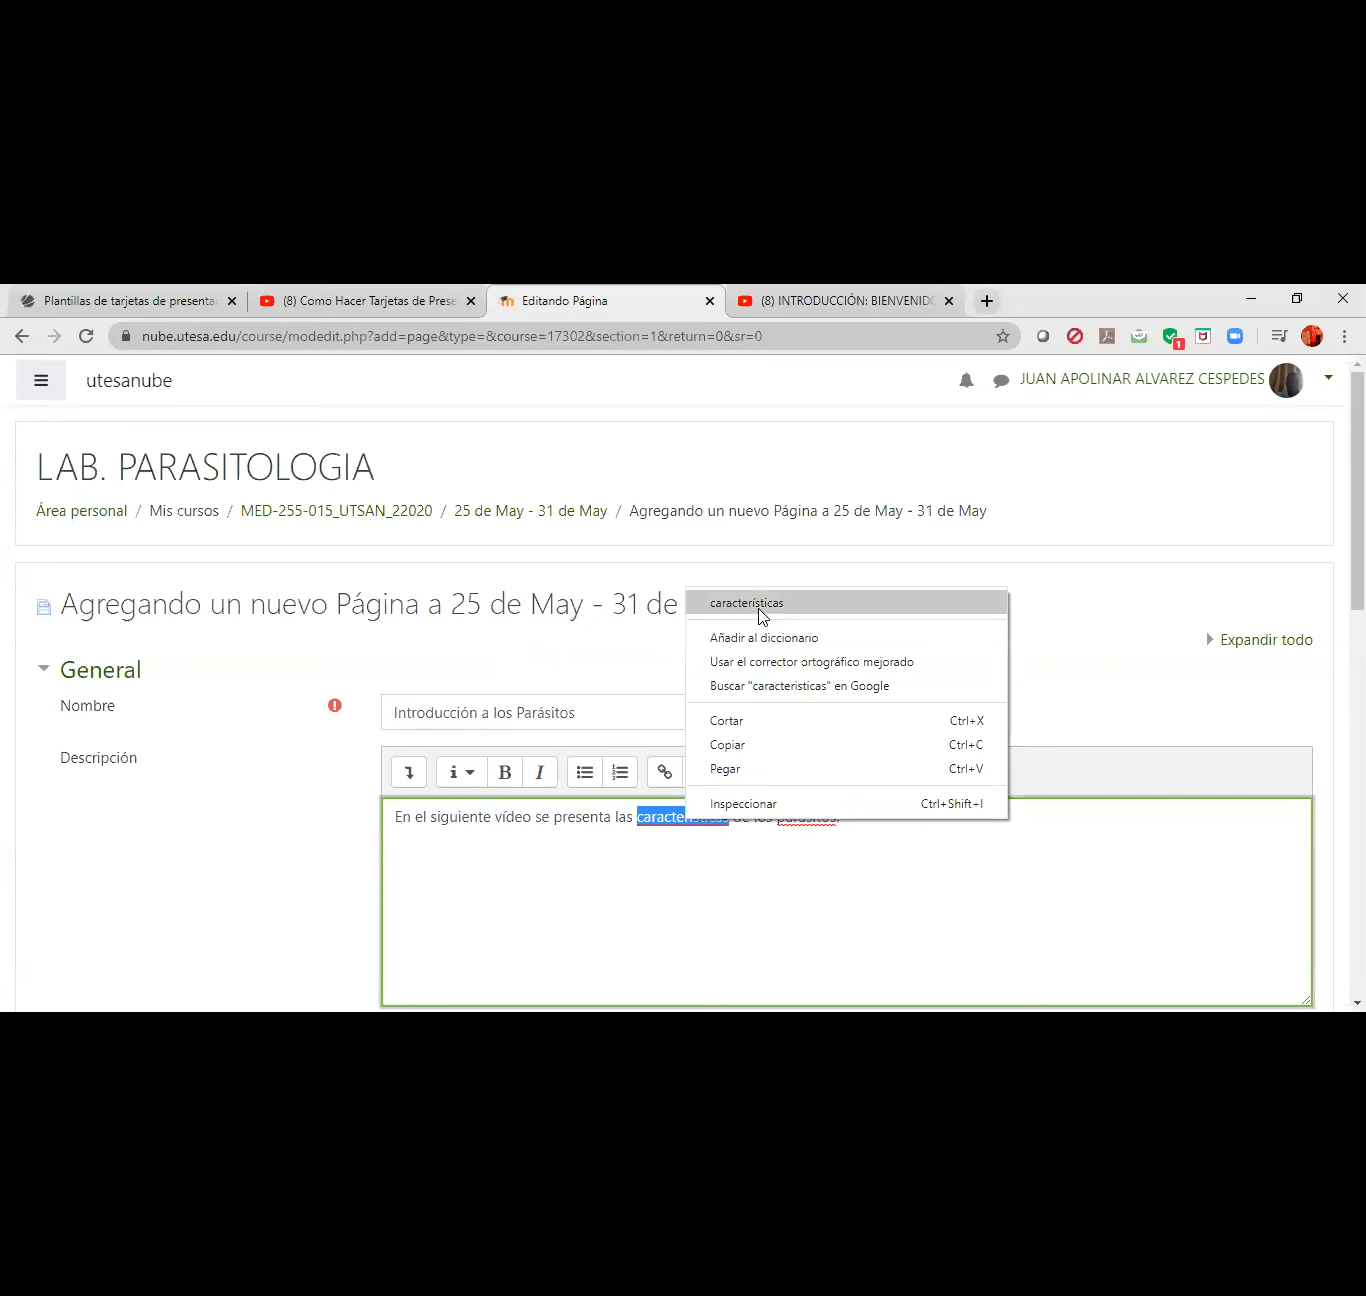 Plantillas de tarjetas de presenta
(8) Como Hacer Tarjetas de Prese
Editando Página
(8) INTRODUCCIÓN: BIENVENID
nube.utesa.edu/course/modedit.php?add=page&type=&course=17302&section=1&return=0&sr=0
1
utesanube
JUAN APOLINAR ALVAREZ CESPEDES
LAB. PARASITOLOGIA
Área personal / Mis cursos / MED-255-015_UTSAN_22020 / 25 de May - 31 de May / Agregando un nuevo Página a 25 de May - 31 de May
Agregando un nuevo Página a 25 de May - 31 de
características
Añadir al diccionario
Usar el corrector ortográfico mejorado
Buscar "caracteristicas" en Google
Cortar Ctrl+X
Copiar Ctrl+C
Pegar Ctrl+V
Inspeccionar Ctrl+Shift+I
Expandir todo
General
Nombre
Introducción a los Parásitos
Descripción
i B I
En el siguiente vídeo se presenta las caracteristicas de los parasitos.